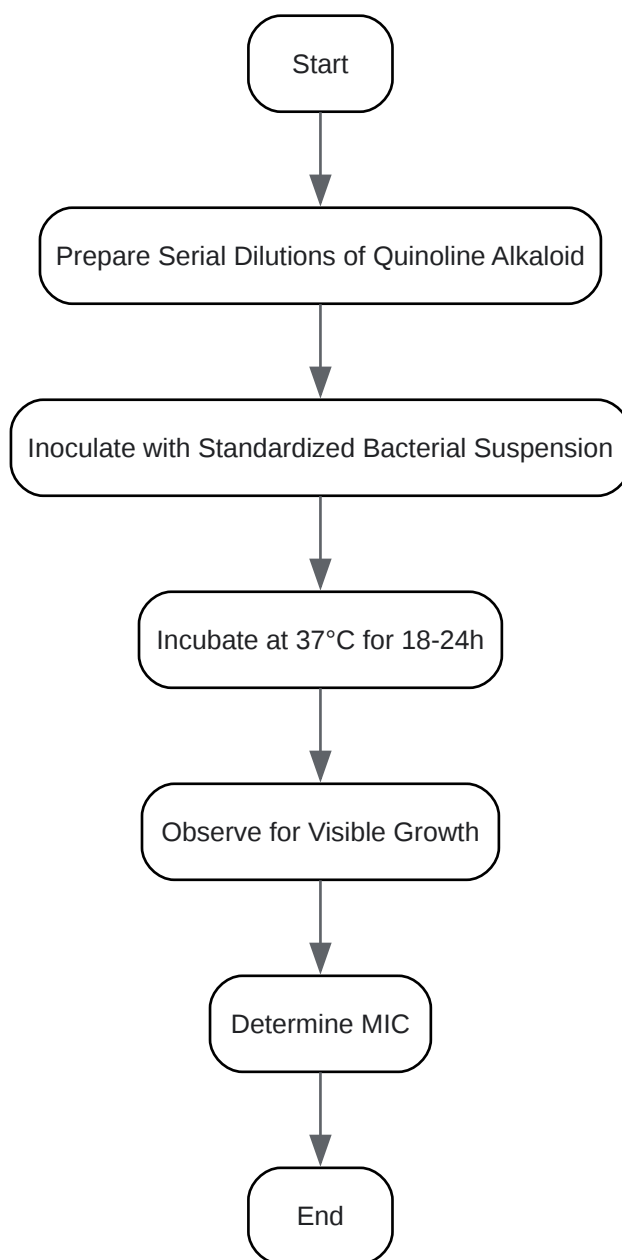 Start
Prepare Serial Dilutions of Quinoline Alkaloid
Inoculate with Standardized Bacterial Suspension
Incubate at 37°C for 18-24h
Observe for Visible Growth
Determine MIC
End